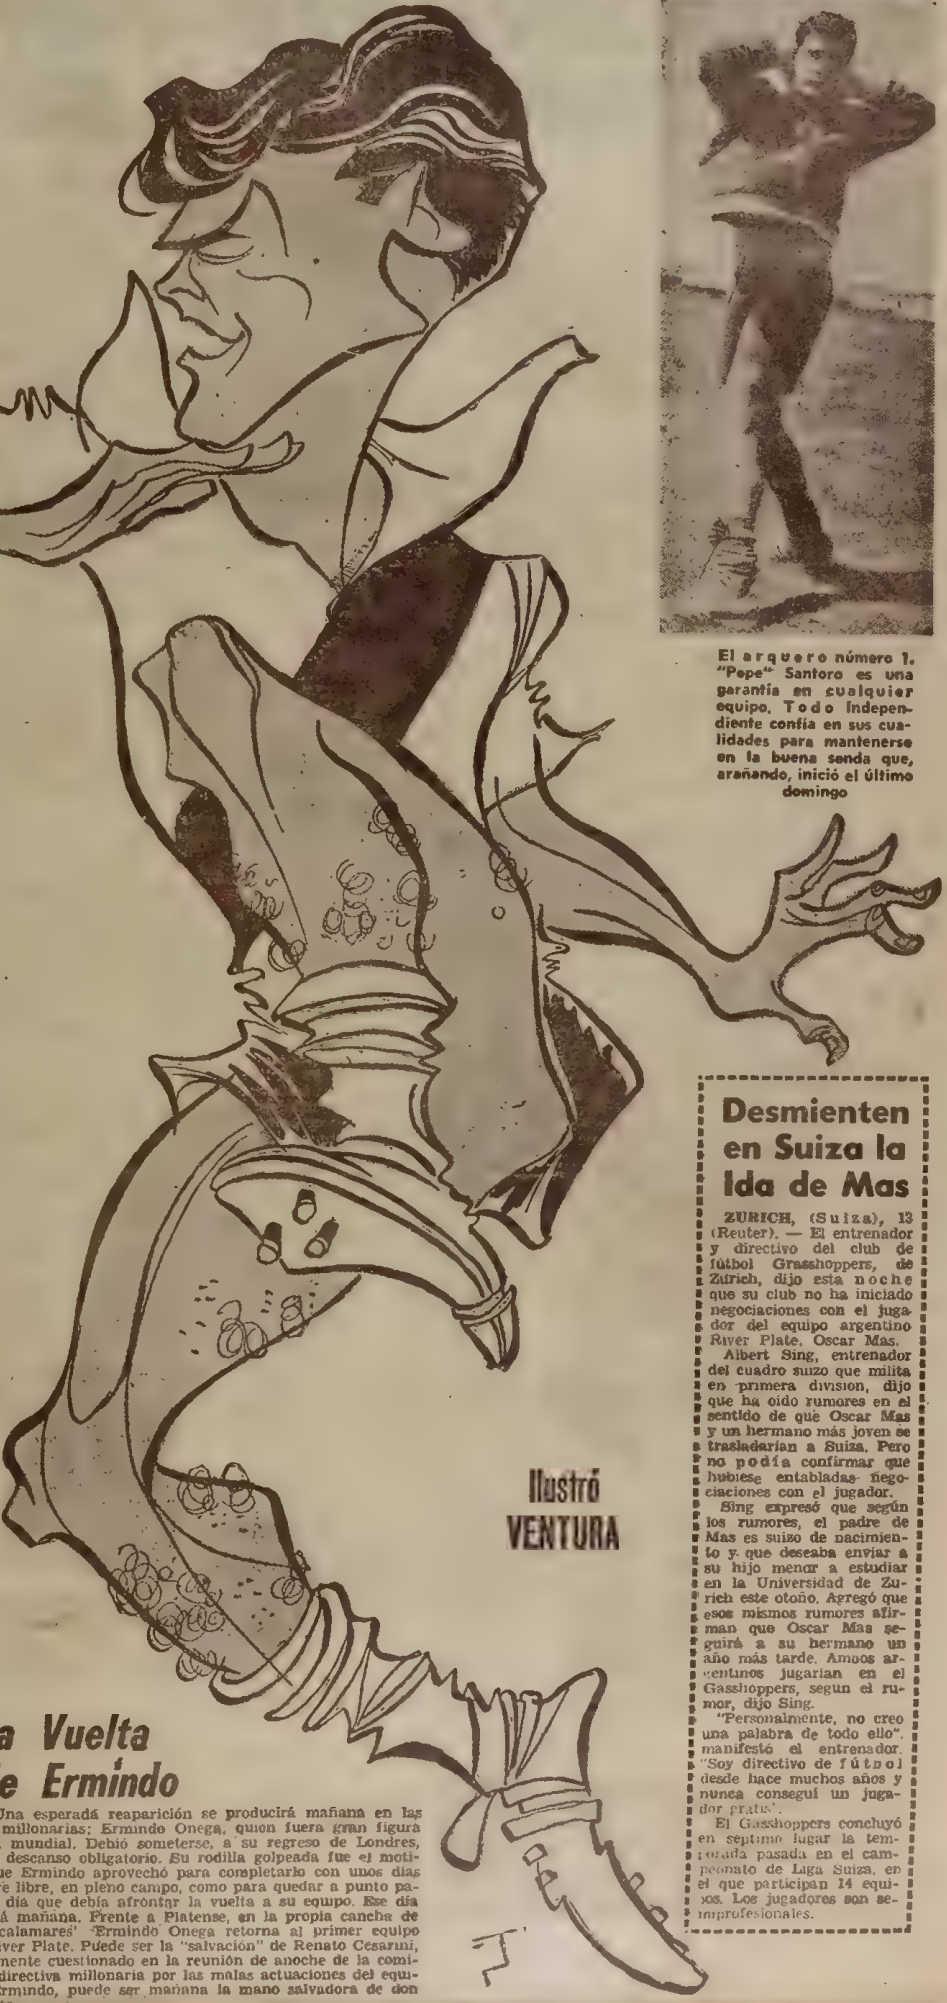 El arquero número 1.
"Pepe" Santoro es una
garantía en cualquier
equipo. Todo Indepen-
diente confía en sus cua-
lidades para mantenerse
en la buena senda que,
arañando, inició el último
domingo
Desmienten
en Suiza la
Ida de Mas
ZURICH, (Suiza), 13
(Reuter). — El entrenador
y directivo del club de
fútbol Grasshoppers, de
Zúrich, dijo esta noche
que su club no ha iniciado
negociaciones con el juga-
dor del equipo argentino
River Plate. Oscar Mas.
Albert Sing, entrenador
del cuadro suizo que milita
en primera division, dijo
que ha oido rumores en el
sentido de que Oscar Mas
y un hermano más joven se
trasladarían a Suiza. Pero
no podía confirmar que
hubiese entabladas nego-
ciaciones con el jugador.
Sing expresó que según
los rumores, el padre de
Mas es suizo de nacimien-
to y que deseaba enviar a
su hijo menor a estudiar
en la Universidad de Zu-
rich este otoño. Agregó que
esos mismos rumores afir-
man que Oscar Mas se-
guirá a su hermano un
año más tarde. Ambos ar-
gentinos jugarían en el
Gasshoppers, segun el ru-
mor, dijo Sing.
"Personalmente, no creo
una palabra de todo ello".
manifestó el entrenador.
"Soy directivo de fútbol
desde hace muchos años y
nunca conseguí un juga-
dor gratis".
El Gasshoppers concluyó
en septimo lugar la tem-
porada pasada en el cam-
peonato de Liga Suiza, en
el que participan 14 equi-
pos. Los jugadores son se-
mprofesionales.
Ilustró
VENTURA
a Vuelta
e Ermindo
Una esperada reaparición se producirá mañana en las
millonarias: Ermindo Onega, quien fuera gran figura
mundial. Debió someterse, a su regreso de Londres,
descanso obligatorio. Su rodilla golpeada fue el moti-
ue Ermindo aprovechó para completarlo con unos días
e libre, en pleno campo, como para quedar a punto pa-
día que debía afrontar la vuelta a su equipo. Ese día
á mañana. Frente a Platense, en la propia cancha de
calamares' Ermindo Onega retorna al primer equipo
iver Plate. Puede ser la "salvación" de Renato Cesarini,
mente cuestionado en la reunión de anoche de la comi-
directiva millonaria por las malas actuaciones del equi-
rmindo, puede ser mañana la mano salvadora de don